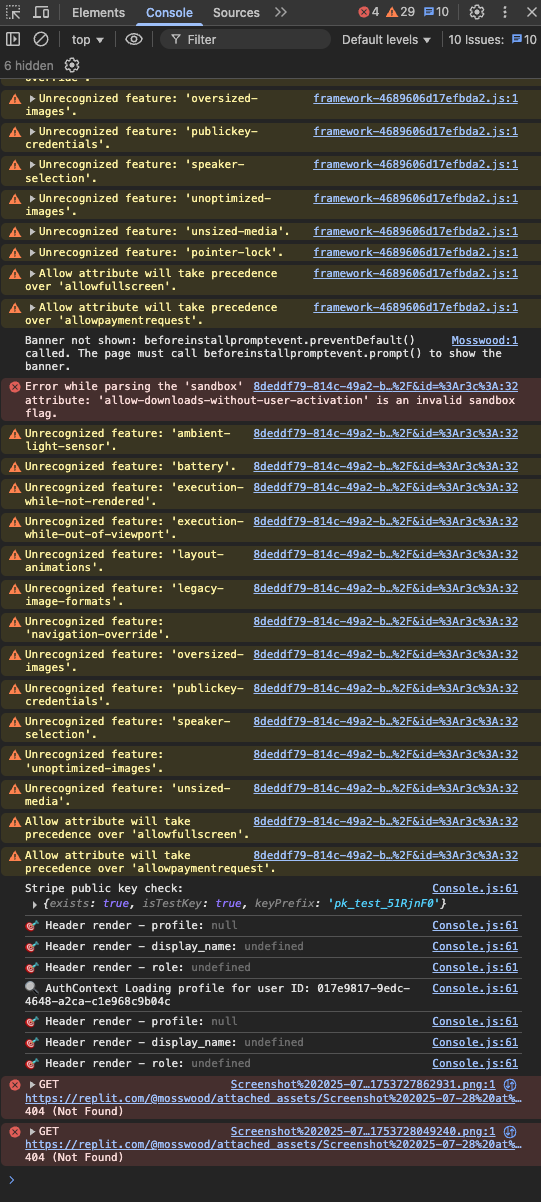 Elements Console Sources 4 29 10
top Filter Default levels 10 Issues: 10
6 hidden
override'.
Unrecognized feature: 'oversized- framework-4689606d17efbda2.js:1
images'.
Unrecognized feature: 'publickey- framework-4689606d17efbda2.js:1
credentials'.
Unrecognized feature: 'speaker- framework-4689606d17efbda2.js:1
selection'.
Unrecognized feature: 'unoptimized- framework-4689606d17efbda2.js:1
images'.
Unrecognized feature: 'unsized-media'. framework-4689606d17efbda2.js:1
Unrecognized feature: 'pointer-lock'. framework-4689606d17efbda2.js:1
Allow attribute will take precedence framework-4689606d17efbda2.js:1
over 'allowfullscreen'.
Allow attribute will take precedence framework-4689606d17efbda2.js:1
over 'allowpaymentrequest'.
Banner not shown: beforeinstallpromptevent.preventDefault() Mosswood:1
called. The page must call beforeinstallpromptevent.prompt() to show the
banner.
Error while parsing the 'sandbox' 8deddf79-814c-49a2-b…%2F&id=%3Ar3c%3A:32
attribute: 'allow-downloads-without-user-activation' is an invalid sandbox
flag.
Unrecognized feature: 'ambient- 8deddf79-814c-49a2-b…%2F&id=%3Ar3c%3A:32
light-sensor'.
Unrecognized feature: 'battery'. 8deddf79-814c-49a2-b…%2F&id=%3Ar3c%3A:32
Unrecognized feature: 'execution- 8deddf79-814c-49a2-b…%2F&id=%3Ar3c%3A:32
while-not-rendered'.
Unrecognized feature: 'execution- 8deddf79-814c-49a2-b…%2F&id=%3Ar3c%3A:32
while-out-of-viewport'.
Unrecognized feature: 'layout- 8deddf79-814c-49a2-b…%2F&id=%3Ar3c%3A:32
animations'.
Unrecognized feature: 'legacy- 8deddf79-814c-49a2-b…%2F&id=%3Ar3c%3A:32
image-formats'.
Unrecognized feature: 8deddf79-814c-49a2-b…%2F&id=%3Ar3c%3A:32
'navigation-override'.
Unrecognized feature: 'oversized- 8deddf79-814c-49a2-b…%2F&id=%3Ar3c%3A:32
images'.
Unrecognized feature: 'publickey- 8deddf79-814c-49a2-b…%2F&id=%3Ar3c%3A:32
credentials'.
Unrecognized feature: 'speaker- 8deddf79-814c-49a2-b…%2F&id=%3Ar3c%3A:32
selection'.
Unrecognized feature: 8deddf79-814c-49a2-b…%2F&id=%3Ar3c%3A:32
'unoptimized-images'.
Unrecognized feature: 'unsized- 8deddf79-814c-49a2-b…%2F&id=%3Ar3c%3A:32
media'.
Allow attribute will take 8deddf79-814c-49a2-b…%2F&id=%3Ar3c%3A:32
precedence over 'allowfullscreen'.
Allow attribute will take 8deddf79-814c-49a2-b…%2F&id=%3Ar3c%3A:32
precedence over 'allowpaymentrequest'.
Stripe public key check: Console.js:61
{exists: true, isTestKey: true, keyPrefix: 'pk_test_51RjnF0'}
🎯 Header render - profile: null Console.js:61
🎯 Header render - display_name: undefined Console.js:61
🎯 Header render - role: undefined Console.js:61
🔍 AuthContext Loading profile for user ID: 017e9817-9edc- Console.js:61
4648-a2ca-c1e968c9b04c
🎯 Header render - profile: null Console.js:61
🎯 Header render - display_name: undefined Console.js:61
🎯 Header render - role: undefined Console.js:61
GET Screenshot%202025-07…1753727862931.png:1
https://replit.com/@mosswood/attached_assets/Screenshot%202025-07-28%20at%…
404 (Not Found)
GET Screenshot%202025-07…1753728049240.png:1
https://replit.com/@mosswood/attached_assets/Screenshot%202025-07-28%20at%…
404 (Not Found)